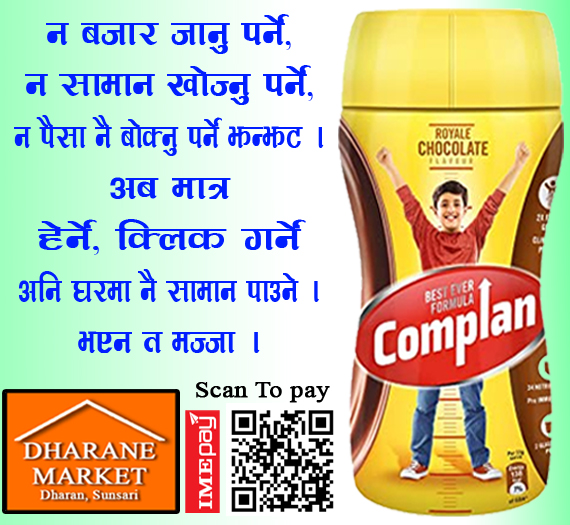 न बजार जानु पर्ने,
न सामान खोज्नु पर्ने,
न पैसा नै बोक्नु पर्ने झन्झट ।
अब मात्र
हेर्ने, क्लिक गर्ने
अनि घरमा नै सामान पाउने ।
भएन त मज्जा ।
ROYALE
CHOCOLATE
FLAVOUR
BEST EVER
FORMULA
Complan
DHARANE
MARKET
Dharan, Sunsari
Scan To pay
IMEpay